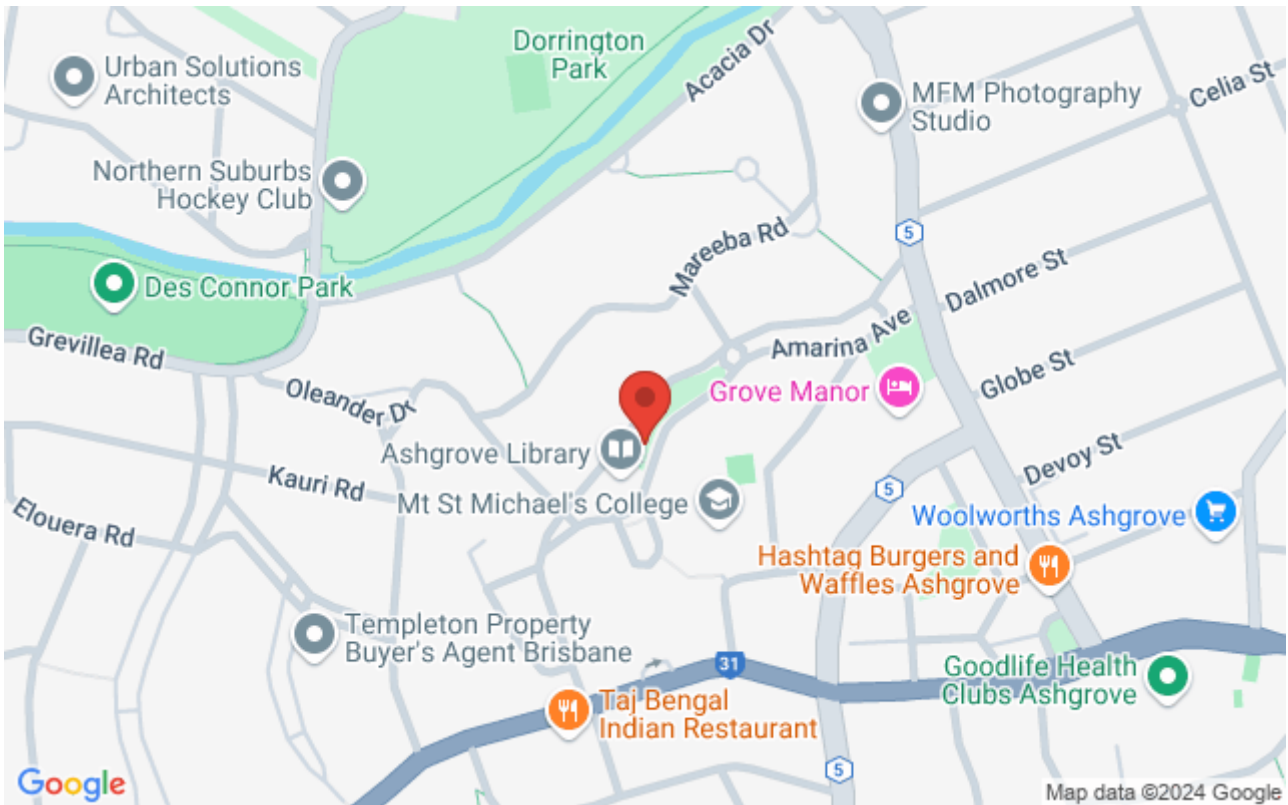 Dorrington
Park
Acacia Dr
Urban Solutions
Architects
MFM Photography
Studio
Celia St
Northern Suburbs
Hockey Club
Mareeba Rd
5
Des Connor Park
Dalmore St
Grevillea Rd
Amarina Ave
Globe St
Oleander Dr
Grove Manor
Ashgrove Library
Devoy St
Kauri Rd
Mt St Michael's College
5
Elouera Rd
Woolworths Ashgrove
Hashtag Burgers and
Waffles Ashgrove
Templeton Property
Buyer's Agent Brisbane
31
Goodlife Health
Clubs Ashgrove
Taj Bengal
Indian Restaurant
5
Google
Map data ©2024 Google